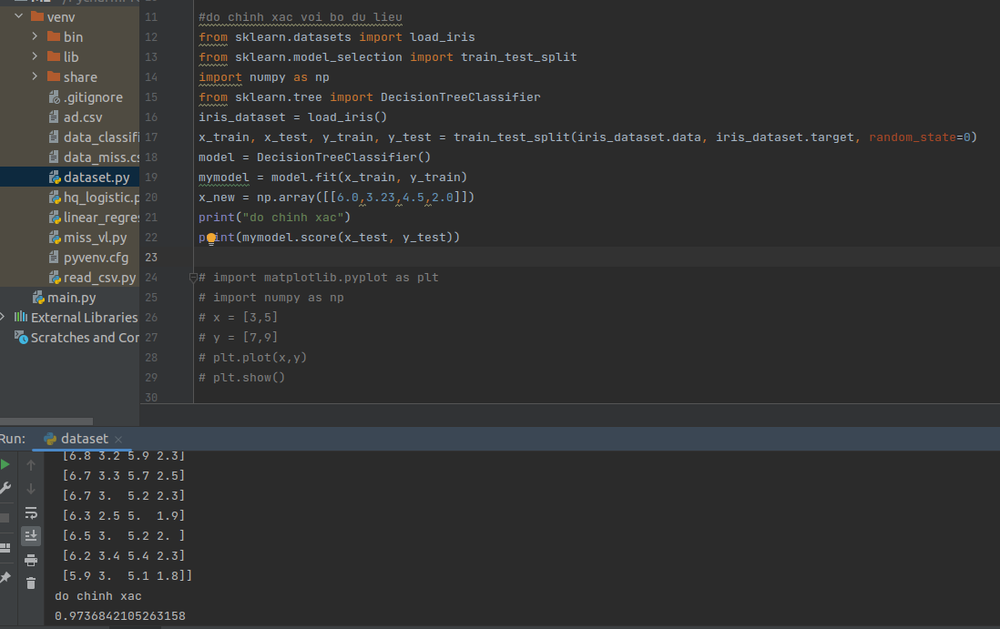 venv
bin
lib
share
.gitignore
ad.csv
data_classifi
data_miss.cs
dataset.py
hq_logistic.p
linear_regres
miss_vl.py
pyvenv.cfg
read_csv.py
main.py
External Libraries
Scratches and Cor
11 #do chinh xac voi bo du lieu
12 from sklearn.datasets import load_iris
13 from sklearn.model_selection import train_test_split
14 import numpy as np
15 from sklearn.tree import DecisionTreeClassifier
16 iris_dataset = load_iris()
17 x_train, x_test, y_train, y_test = train_test_split(iris_dataset.data, iris_dataset.target, random_state=0)
18 model = DecisionTreeClassifier()
19 mymodel = model.fit(x_train, y_train)
20 x_new = np.array([[6.0,3.23,4.5,2.0]])
21 print("do chinh xac")
22 print(mymodel.score(x_test, y_test))
23
24 # import matplotlib.pyplot as plt
25 # import numpy as np
26 # x = [3,5]
27 # y = [7,9]
28 # plt.plot(x,y)
29 # plt.show()
30
Run: dataset
[6.8 3.2 5.9 2.3]
[6.7 3.3 5.7 2.5]
[6.7 3.  5.2 2.3]
[6.3 2.5 5.  1.9]
[6.5 3.  5.2 2. ]
[6.2 3.4 5.4 2.3]
[5.9 3.  5.1 1.8]]
do chinh xac
0.9736842105263158